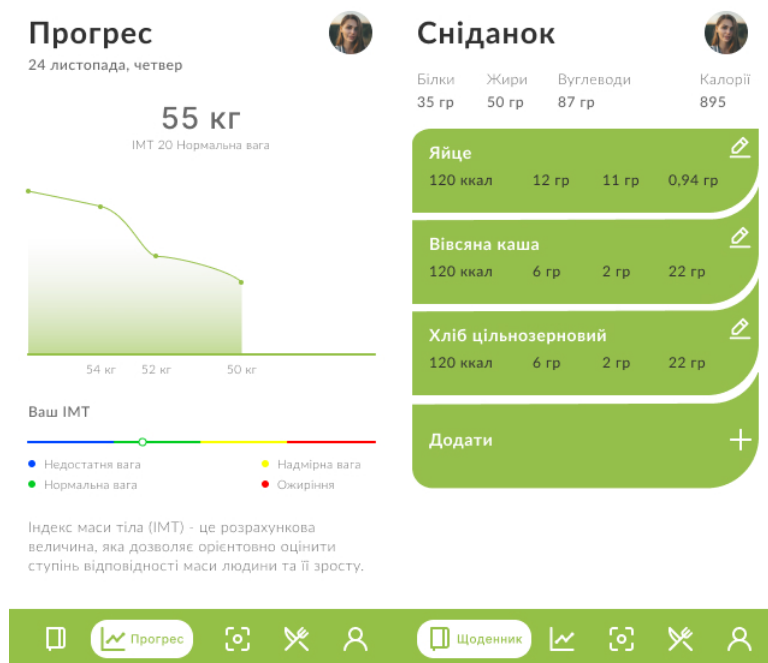 Прогрес
24 листопада, четвер
55 кг
ІМТ 20 Нормальна вага
54 кг 52 кг 50 кг
Ваш ІМТ
Недостатня вага Надмірна вага
Нормальна вага Ожиріння
Індекс маси тіла (ІМТ) - це розрахункова
величина, яка дозволяє орієнтовно оцінити
ступінь відповідності маси людини та її зросту.
Прогрес
Сніданок
Білки Жири Вуглеводи Калорії
35 гр 50 гр 87 гр 895
Яйце
120 ккал 12 гр 11 гр 0,94 гр
Вівсяна каша
120 ккал 6 гр 2 гр 22 гр
Хліб цільнозерновий
120 ккал 6 гр 2 гр 22 гр
Додати
Щоденник